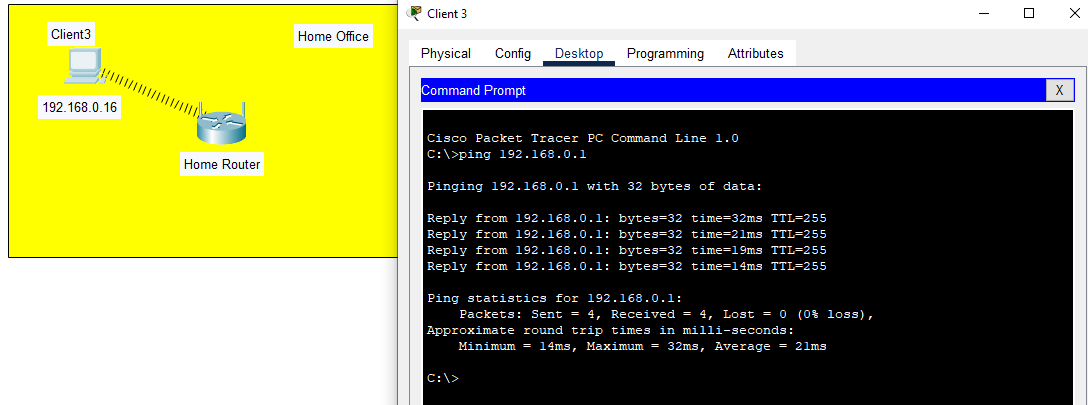 Client3
Home Office
192.168.0.16
Home Router
Client 3
Physical Config Desktop Programming Attributes
Command Prompt X
Cisco Packet Tracer PC Command Line 1.0
C:\>ping 192.168.0.1
Pinging 192.168.0.1 with 32 bytes of data:
Reply from 192.168.0.1: bytes=32 time=32ms TTL=255
Reply from 192.168.0.1: bytes=32 time=21ms TTL=255
Reply from 192.168.0.1: bytes=32 time=19ms TTL=255
Reply from 192.168.0.1: bytes=32 time=14ms TTL=255
Ping statistics for 192.168.0.1:
Packets: Sent = 4, Received = 4, Lost = 0 (0% loss),
Approximate round trip times in milli-seconds:
Minimum = 14ms, Maximum = 32ms, Average = 21ms
C:\>